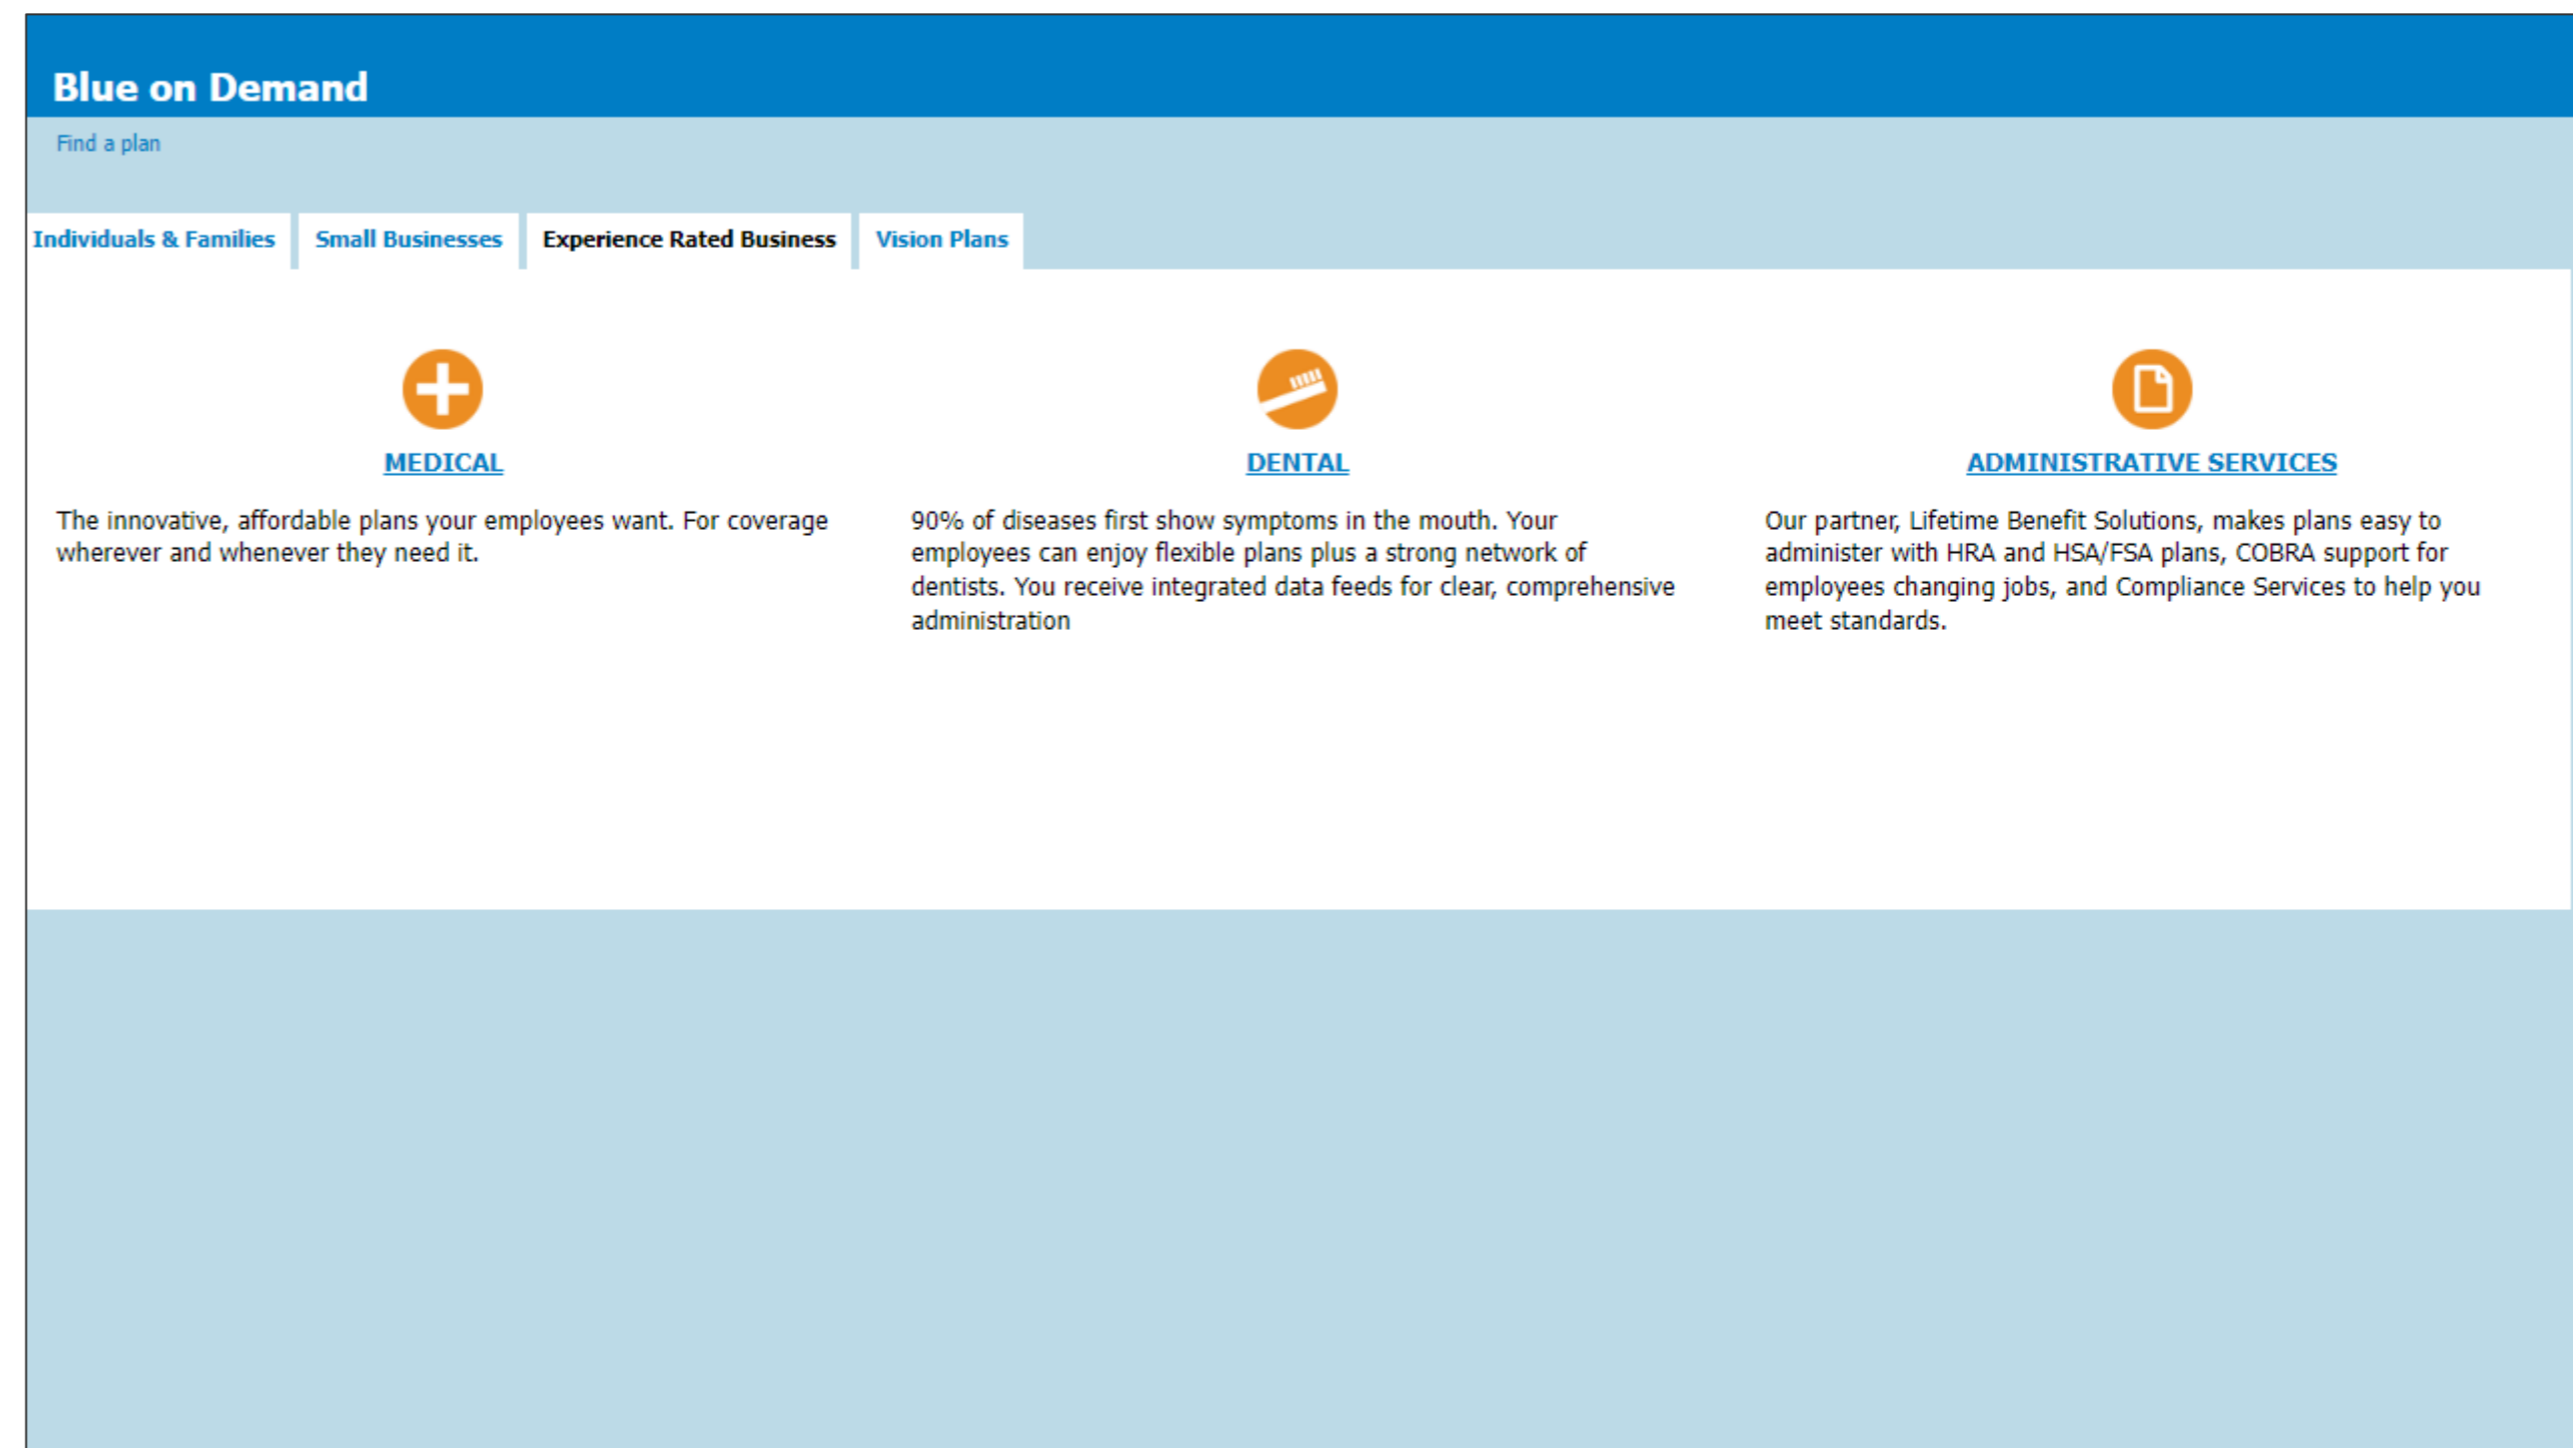 Blue on Demand
Find a plan
Individuals & Families
Small Businesses
Experience Rated Business
Vision Plans
MEDICAL
The innovative, affordable plans your employees want. For coverage
wherever and whenever they need it.
DENTAL
90% of diseases first show symptoms in the mouth. Your
employees can enjoy flexible plans plus a strong network of
dentists. You receive integrated data feeds for clear, comprehensive
administration
ADMINISTRATIVE SERVICES
Our partner, Lifetime Benefit Solutions, makes plans easy to
administer with HRA and HSA/FSA plans, COBRA support for
employees changing jobs, and Compliance Services to help you
meet standards.